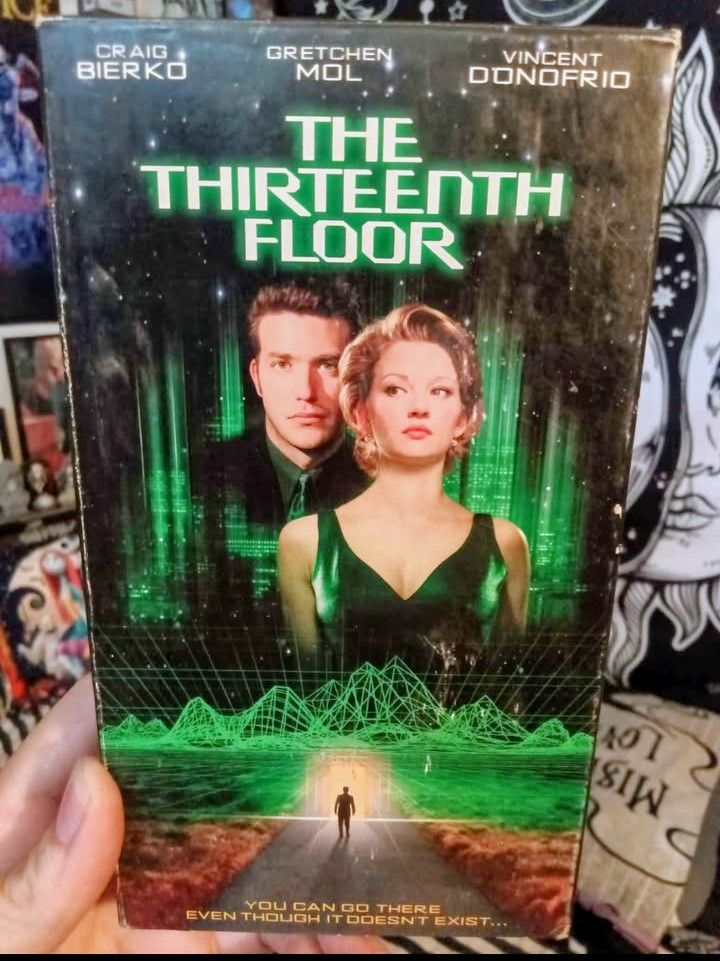 CRAIG
BIERKO
GRETCHEN
MOL
VINCENT
D'ONOFRIO
THE
THIRTEENTH
FLOOR
YOU CAN GO THERE
EVEN THOUGH IT DOESN'T EXIST...